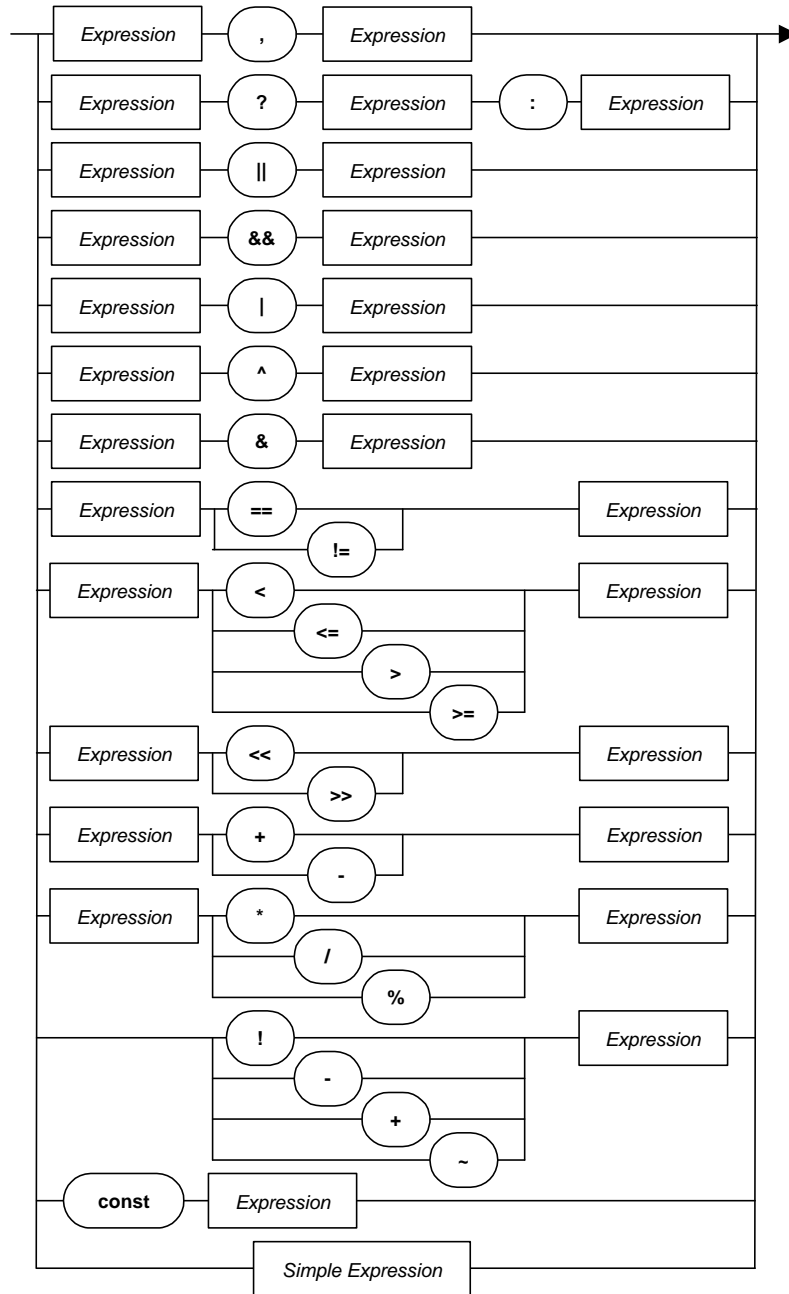 Expression , Expression
Expression ? Expression : Expression
Expression || Expression
Expression && Expression
Expression | Expression
Expression ^ Expression
Expression & Expression
Expression == Expression
!=
Expression < Expression
<=
>
>=
Expression << Expression
>>
Expression + Expression
-
Expression * Expression
/
%
! Expression
-
+
~
const Expression
Simple Expression